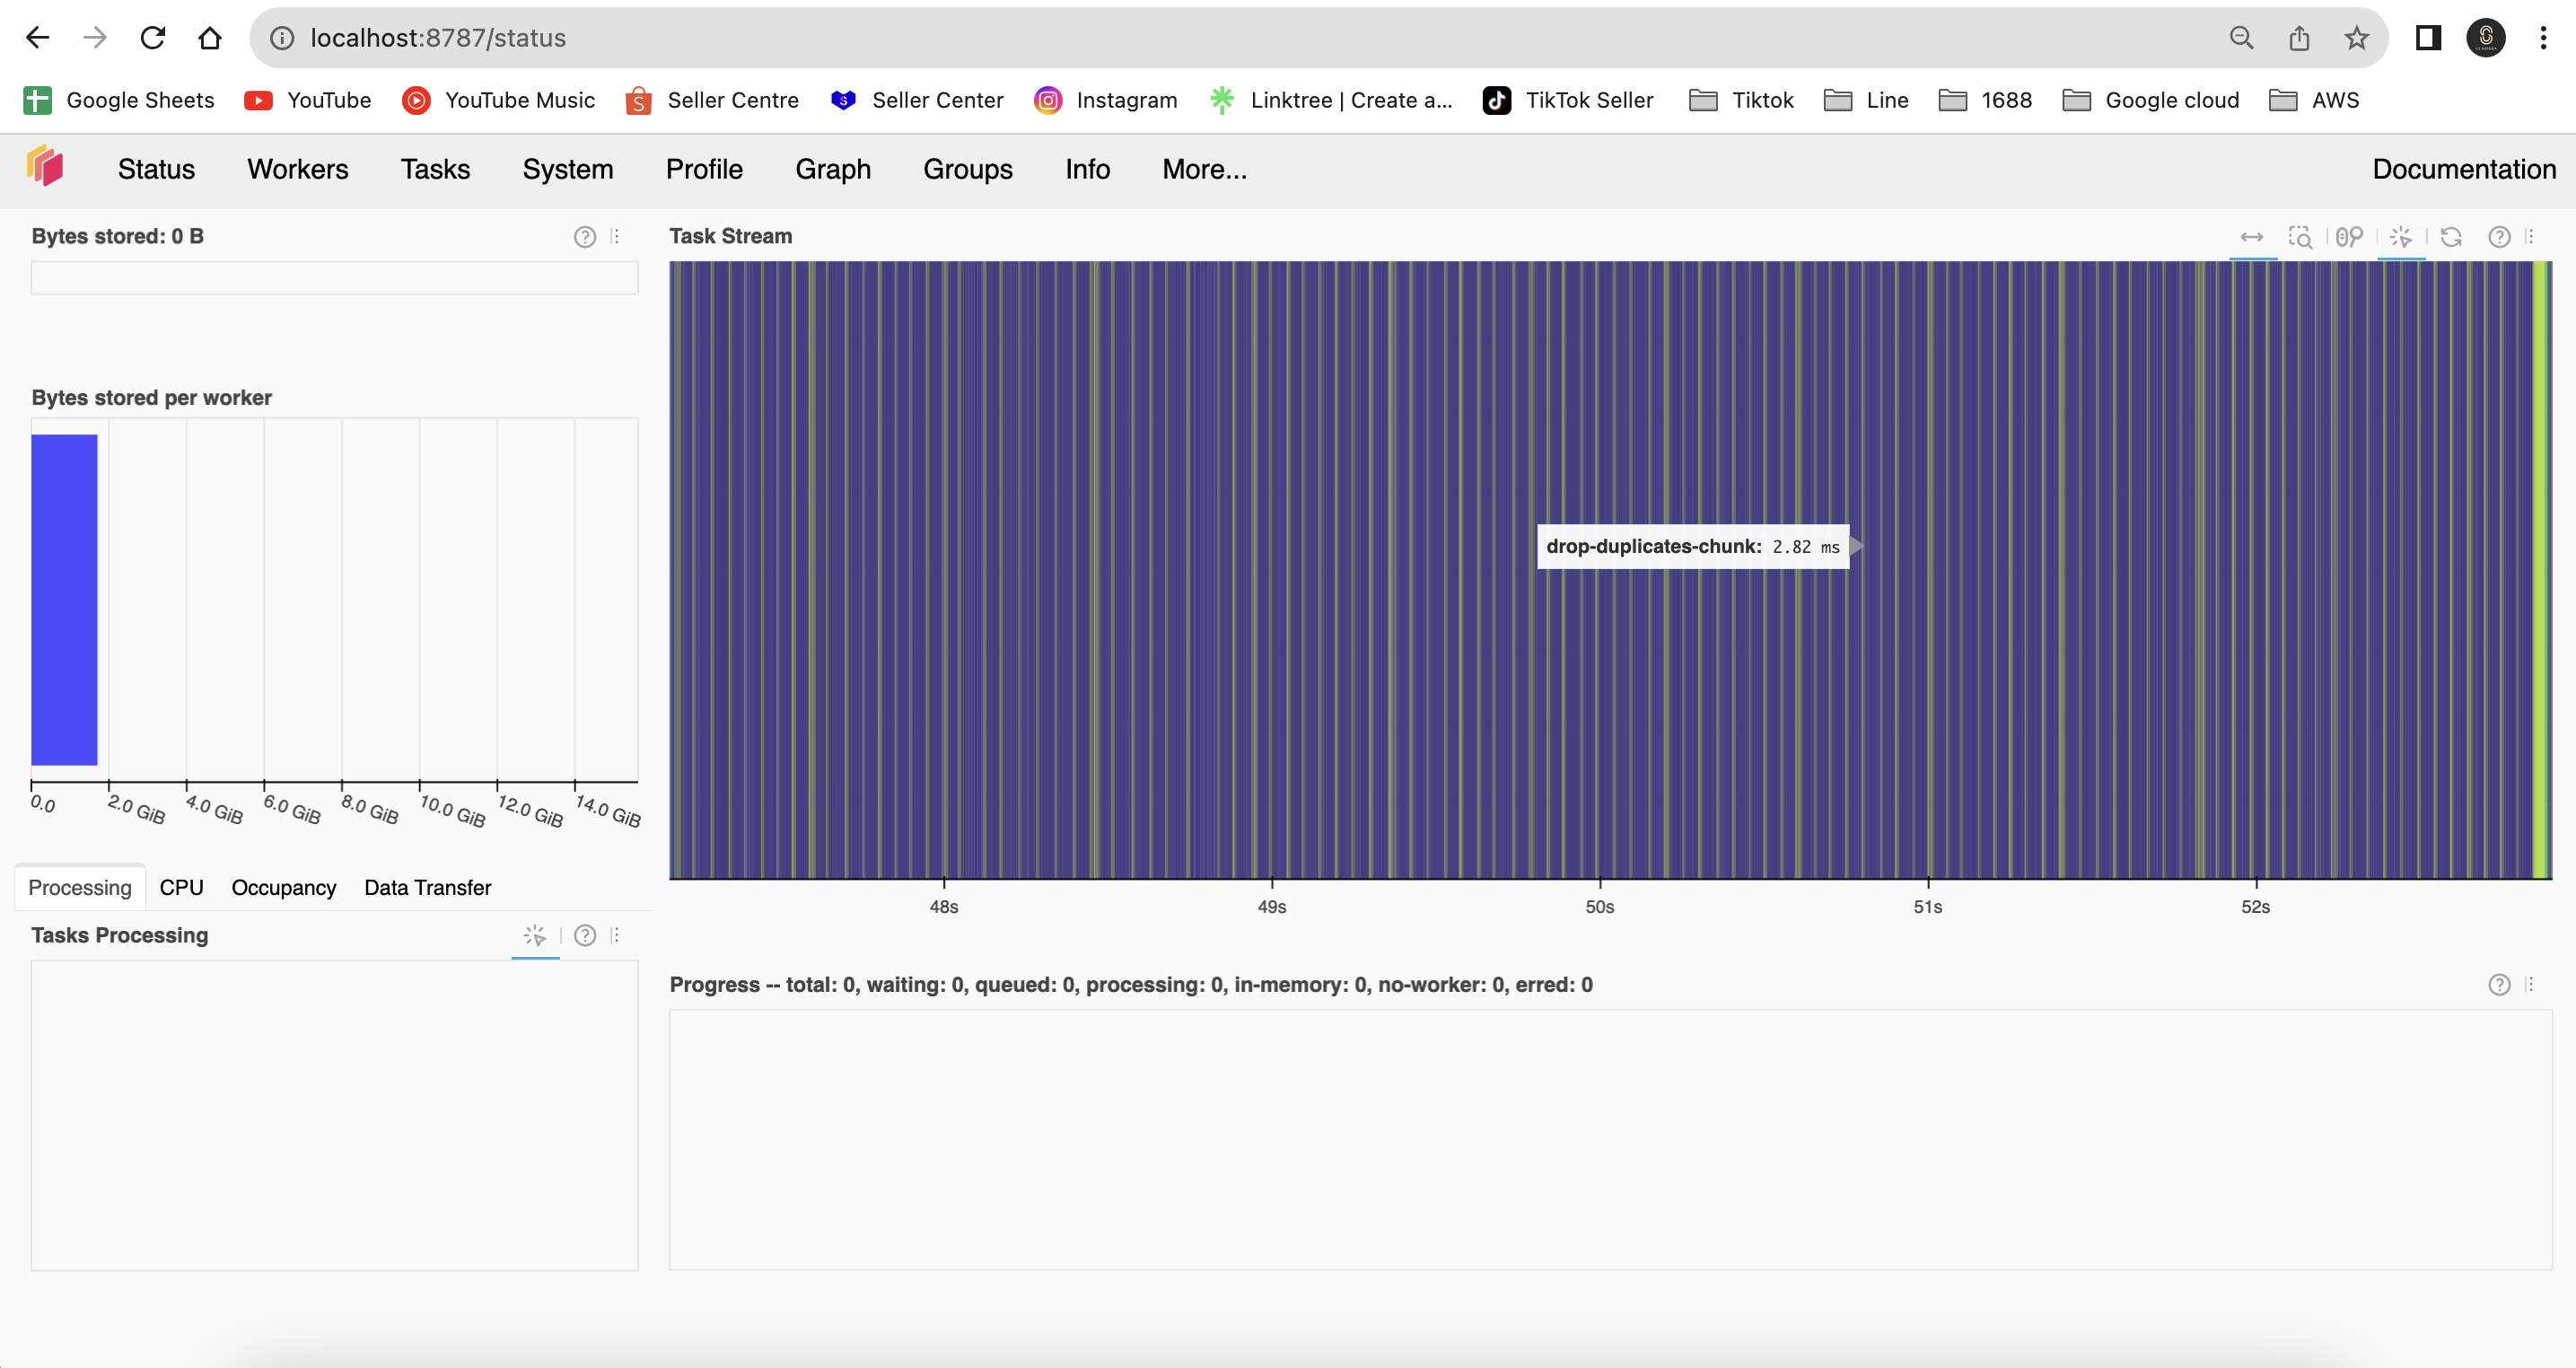 localhost:8787/status
Google Sheets YouTube YouTube Music Seller Centre Seller Center Instagram Linktree | Create a... TikTok Seller Tiktok Line 1688 Google cloud AWS
Status Workers Tasks System Profile Graph Groups Info More... Documentation
Bytes stored: 0 B
Bytes stored per worker
0.0 2.0 GiB 4.0 GiB 6.0 GiB 8.0 GiB 10.0 GiB 12.0 GiB 14.0 GiB
Processing CPU Occupancy Data Transfer
Tasks Processing
Task Stream
drop-duplicates-chunk: 2.82 ms
48s 49s 50s 51s 52s
Progress -- total: 0, waiting: 0, queued: 0, processing: 0, in-memory: 0, no-worker: 0, erred: 0